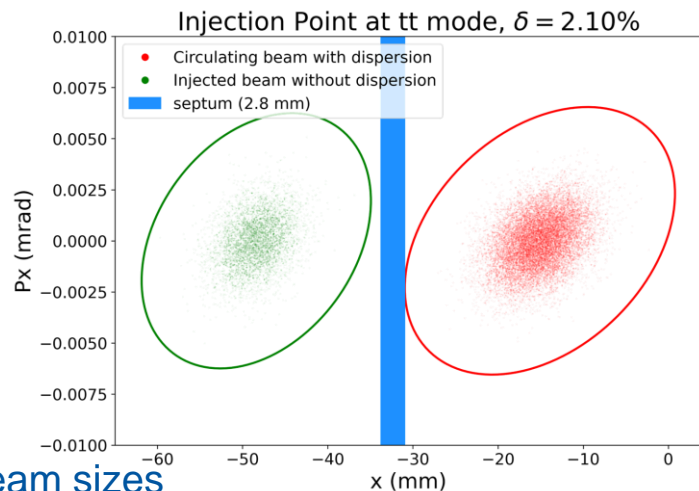 Injection Point at tt mode, δ = 2.10%
Circulating beam with dispersion
Injected beam without dispersion
septum (2.8 mm)
Px (mrad)
0.0100
0.0075
0.0050
0.0025
0.0000
−0.0025
−0.0050
−0.0075
−0.0100
−60 −50 −40 −30 −20 −10 0
x (mm)
eam sizes